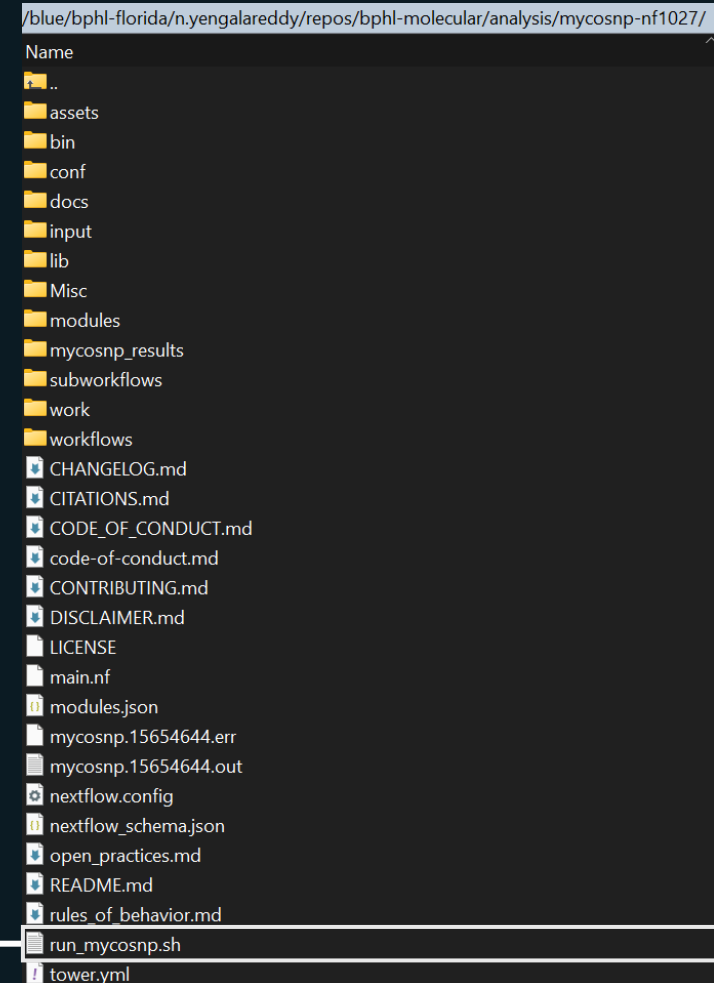 /blue/bphl-florida/n.yengalareddy/repos/bphl-molecular/analysis/mycosnp-nf1027/
Name
..
assets
bin
conf
docs
input
lib
Misc
modules
mycosnp_results
subworkflows
work
workflows
CHANGELOG.md
CITATIONS.md
CODE_OF_CONDUCT.md
code-of-conduct.md
CONTRIBUTING.md
DISCLAIMER.md
LICENSE
main.nf
modules.json
mycosnp.15654644.err
mycosnp.15654644.out
nextflow.config
nextflow_schema.json
open_practices.md
README.md
rules_of_behavior.md
run_mycosnp.sh
tower.yml